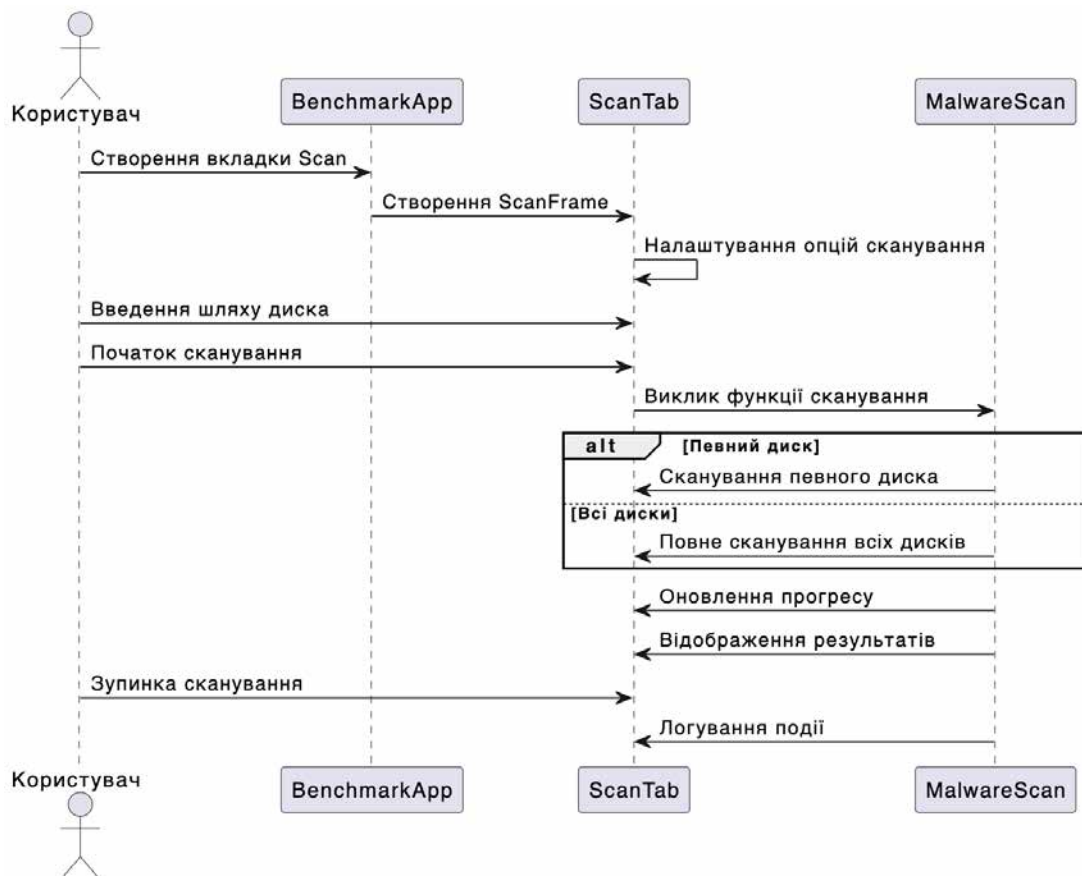 Користувач
BenchmarkApp
ScanTab
MalwareScan
Створення вкладки Scan
Створення ScanFrame
Налаштування опцій сканування
Введення шляху диска
Початок сканування
Виклик функції сканування
alt [Певний диск]
Сканування певного диска
[Всі диски]
Повне сканування всіх дисків
Оновлення прогресу
Відображення результатів
Зупинка сканування
Логування події
Користувач
BenchmarkApp
ScanTab
MalwareScan